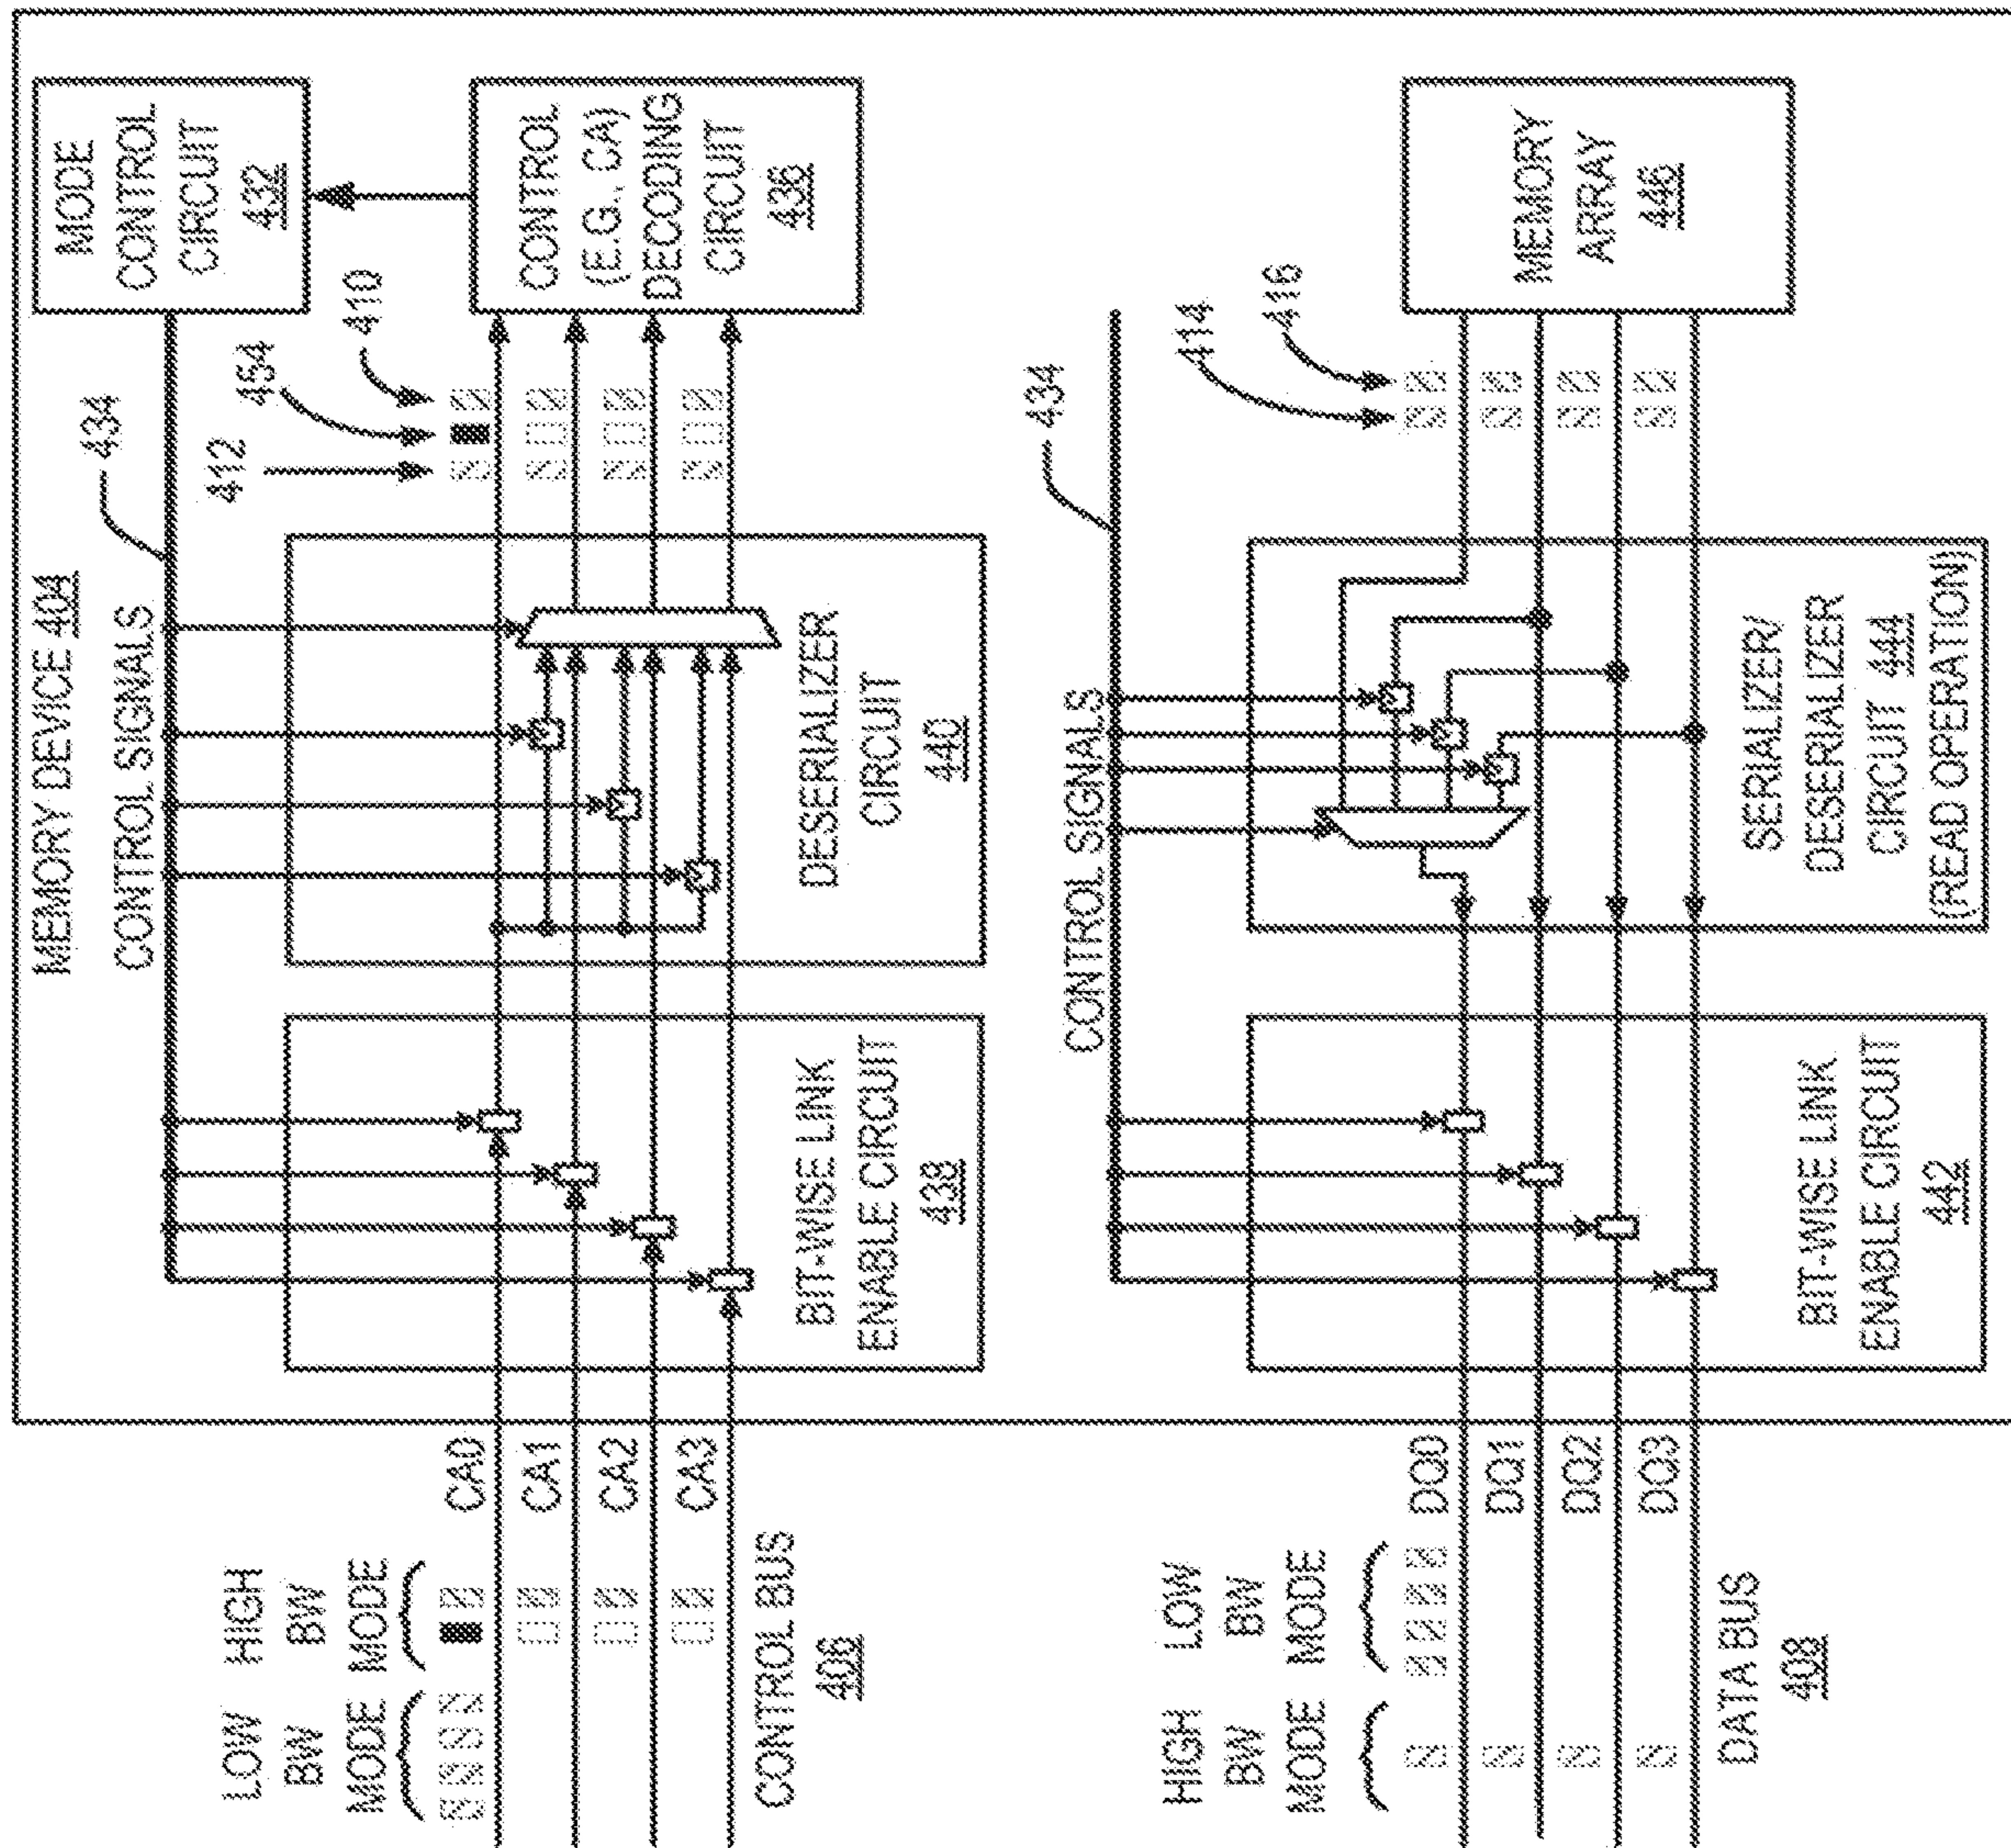 MEMORY DEVICE 404
CONTROL SIGNALS
434
MODE
CONTROL
CIRCUIT
432
412
454
410
CONTROL
(E.G., CA)
DECODING
CIRCUIT
436
LOW
BW
MODE
HIGH
BW
MODE
CA0
CA1
CA2
CA3
CONTROL BUS
406
BIT-WISE LINK
ENABLE CIRCUIT
438
DESERIALIZER
CIRCUIT
440
CONTROL SIGNALS
434
414
416
MEMORY
ARRAY
446
HIGH
BW
MODE
LOW
BW
MODE
DQ0
DQ1
DQ2
DQ3
DATA BUS
408
BIT-WISE LINK
ENABLE CIRCUIT
442
SERIALIZER/
DESERIALIZER
CIRCUIT 444
(READ OPERATION)